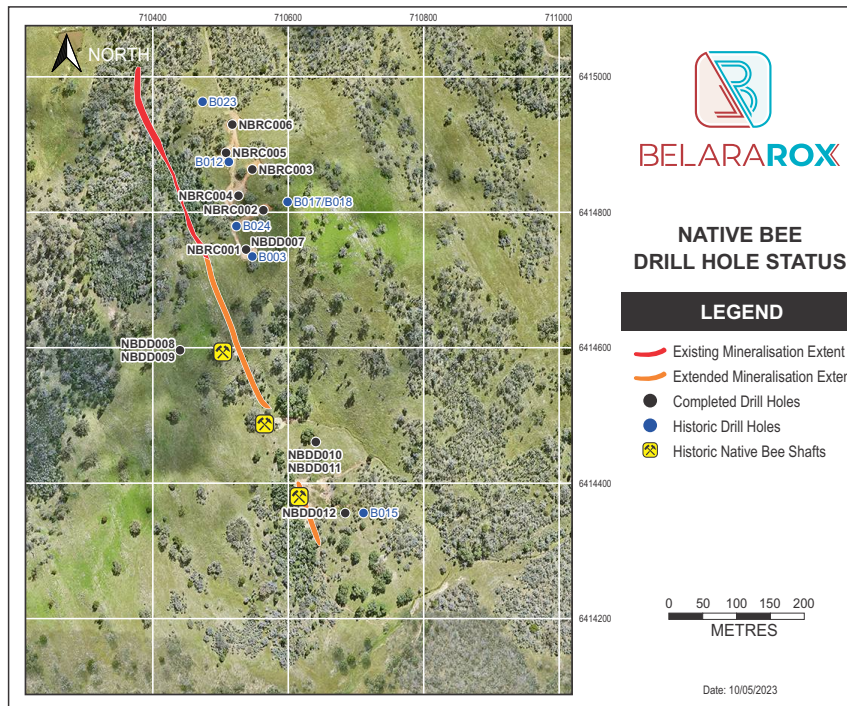 710400
710600
710800
711000
NORTH
6415000
B023
NBRC006
NBRC005
B012
NBRC003
NBRC004
B017/B018
NBRC002
6414800
B024
NBDD007
NBRC001
B003
NBDD008
NBDD009
6414600
NBDD010
NBDD011
6414400
NBDD012
B015
6414200
BELARAROX
NATIVE BEE
DRILL HOLE STATUS
LEGEND
Existing Mineralisation Extent
Extended Mineralisation Exten
Completed Drill Holes
Historic Drill Holes
Historic Native Bee Shafts
0 50 100 150 200
METRES
Date: 10/05/2023